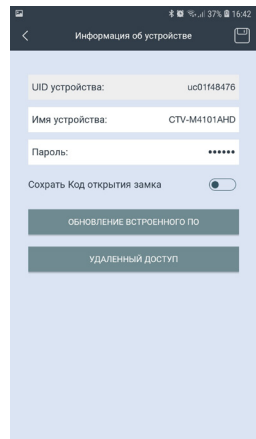 37% 16:42
Информация об устройстве
UID устройства: uc01f48476
Имя устройства: CTV-M4101AHD
Пароль: ••••••
Сохрать Код открытия замка
ОБНОВЛЕНИЕ ВСТРОЕННОГО ПО
УДАЛЕННЫЙ ДОСТУП